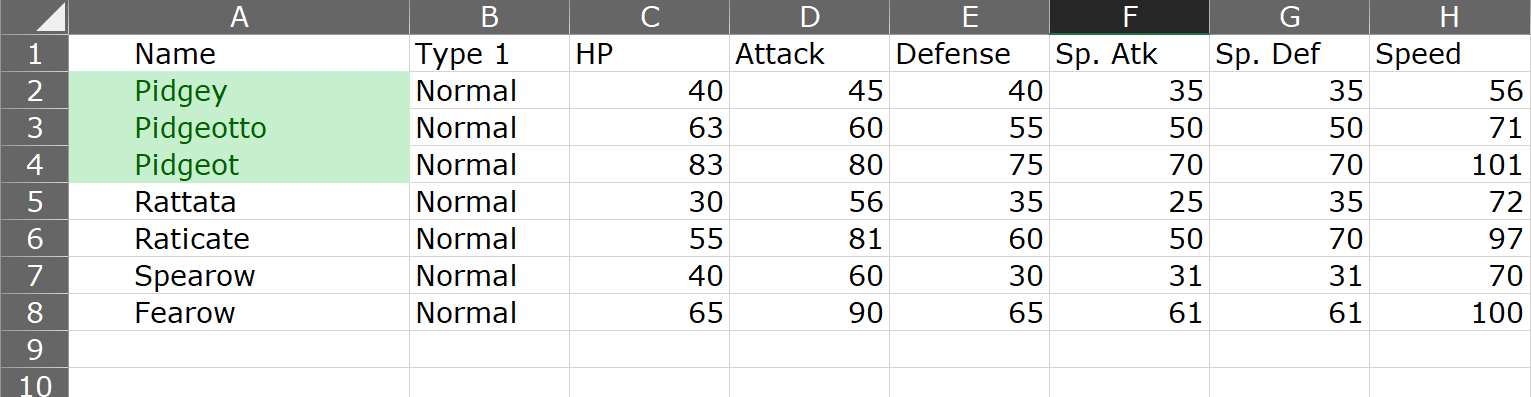 A B C D E F G H
1 Name Type 1 HP Attack Defense Sp. Atk Sp. Def Speed
2 Pidgey Normal 40 45 40 35 35 56
3 Pidgeotto Normal 63 60 55 50 50 71
4 Pidgeot Normal 83 80 75 70 70 101
5 Rattata Normal 30 56 35 25 35 72
6 Raticate Normal 55 81 60 50 70 97
7 Spearow Normal 40 60 30 31 31 70
8 Fearow Normal 65 90 65 61 61 100
9
10